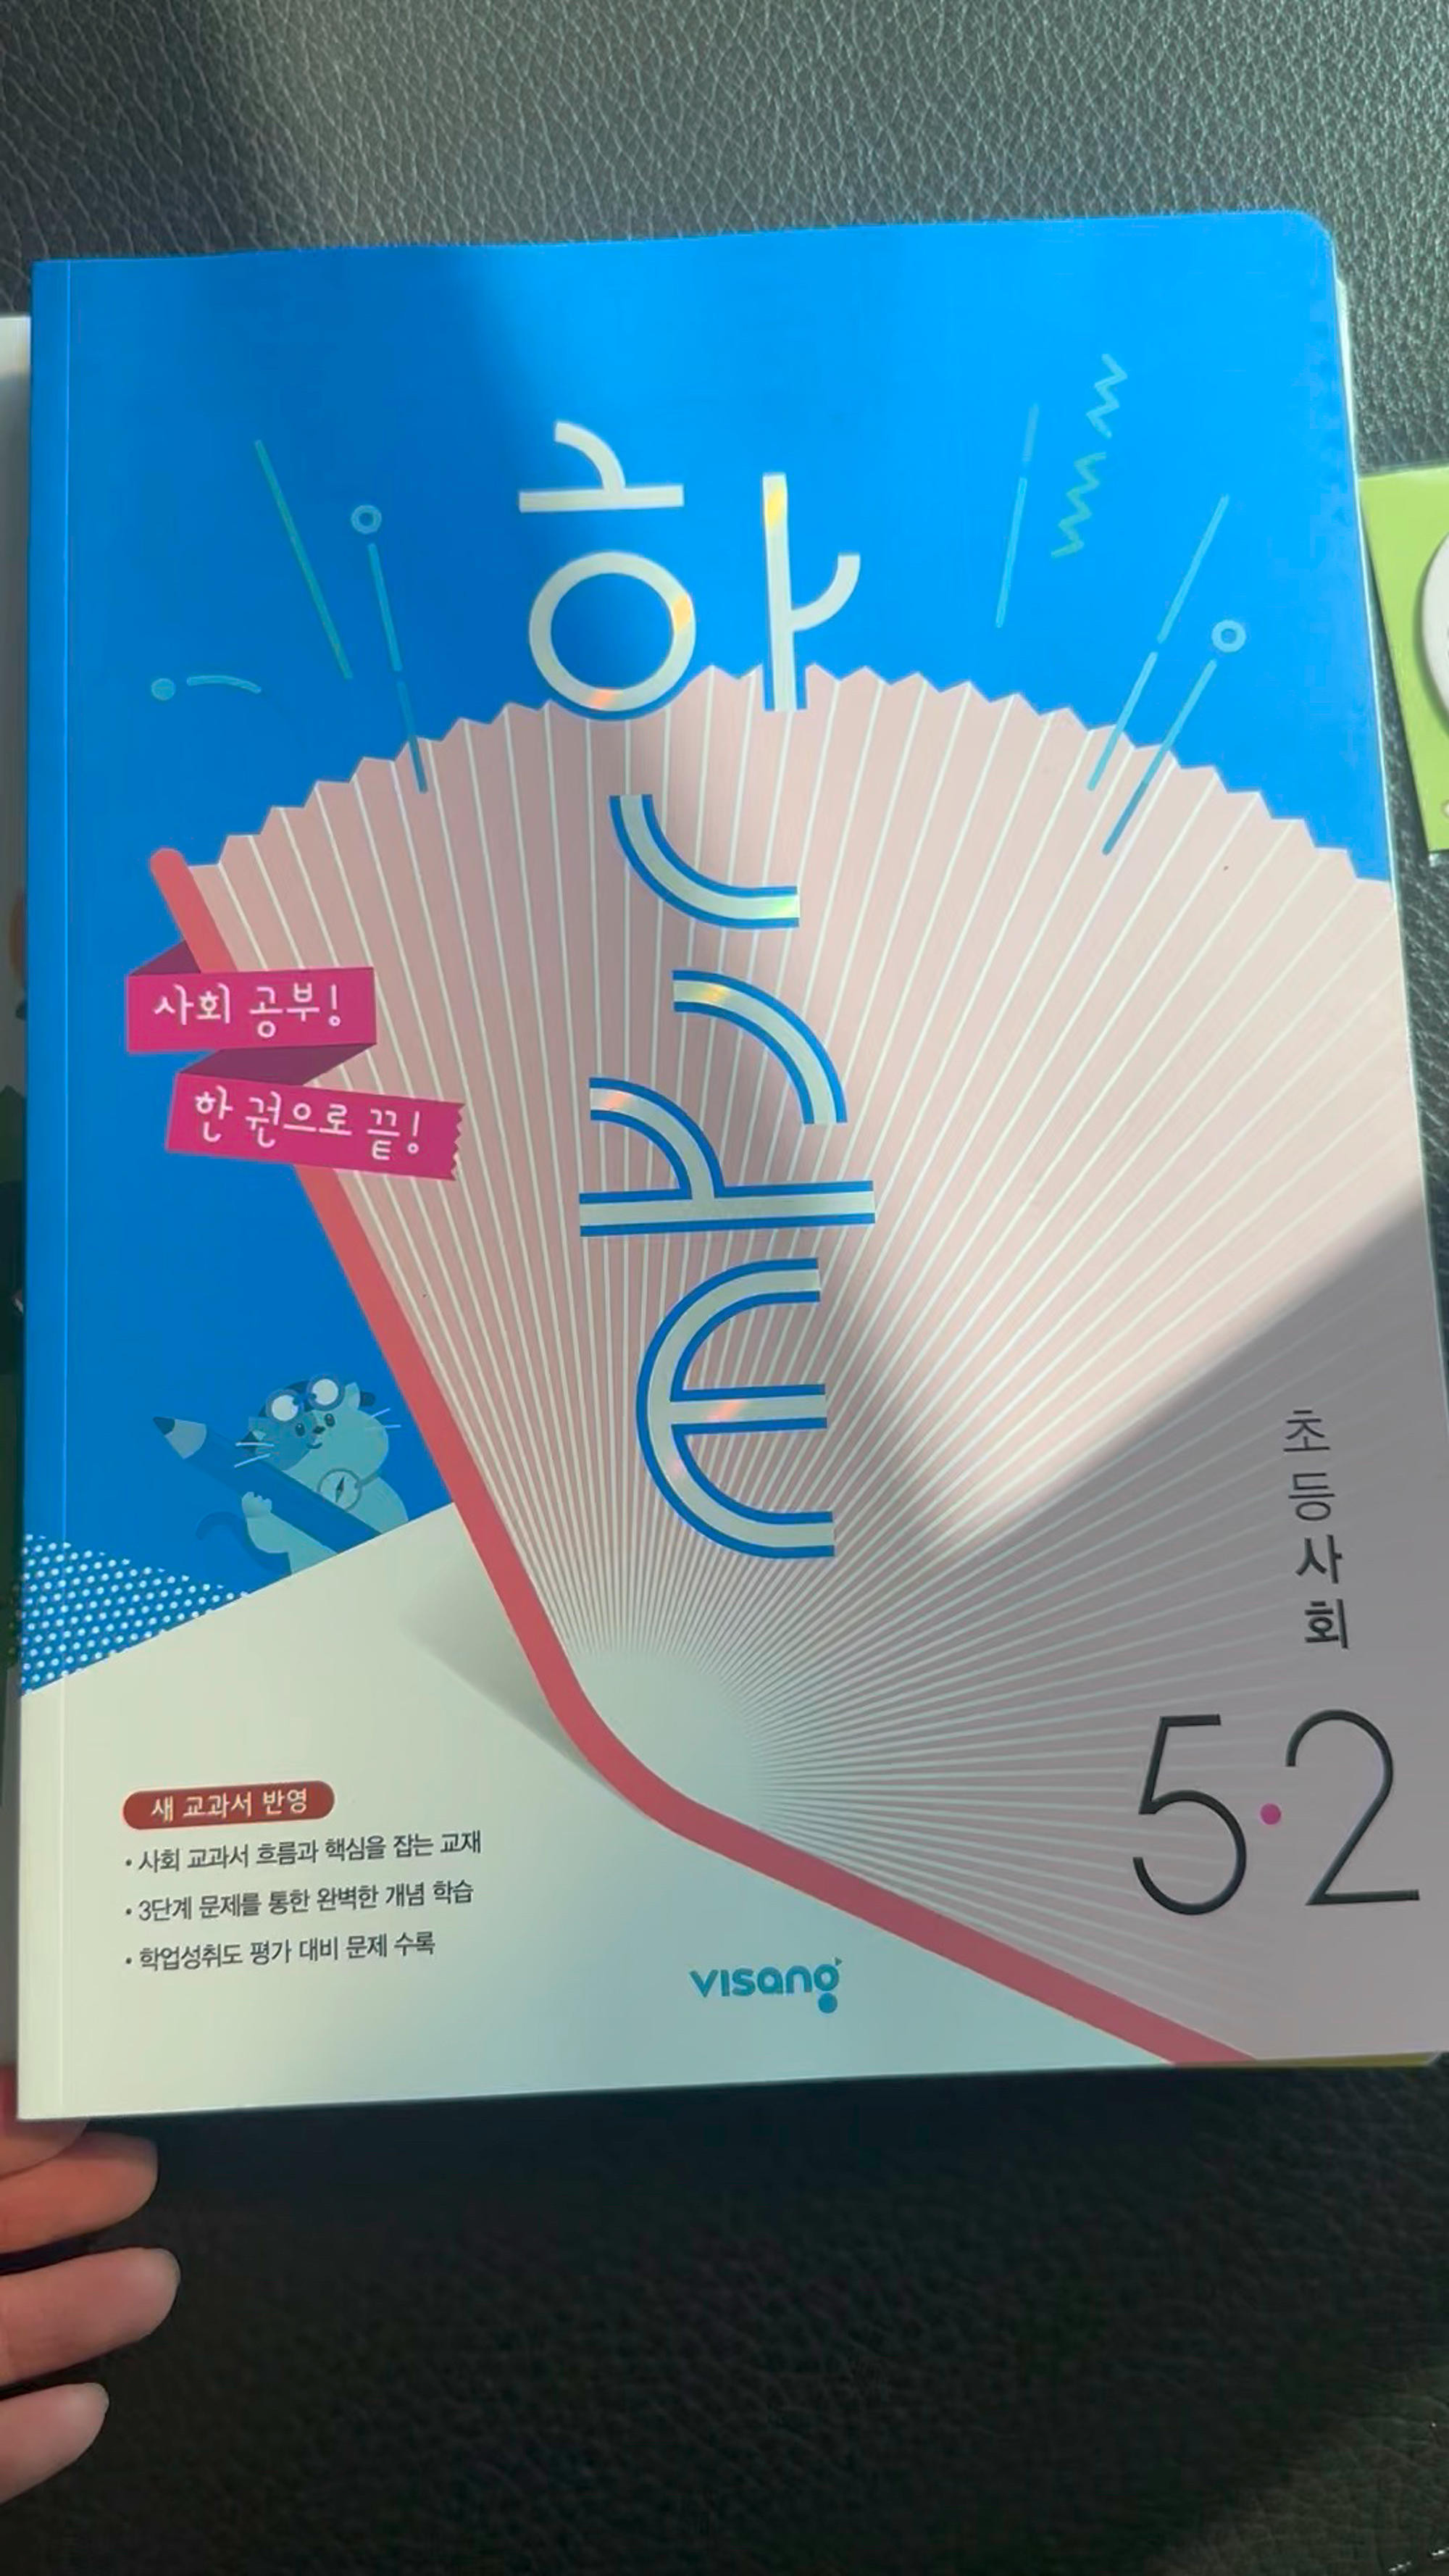 한
끝
사회 공부!
한 권으로 끝!
초등사회
5·2
새 교과서 반영
• 사회 교과서 흐름과 핵심을 잡는 교재
• 3단계 문제를 통한 완벽한 개념 학습
• 학업성취도 평가 대비 문제 수록
visang